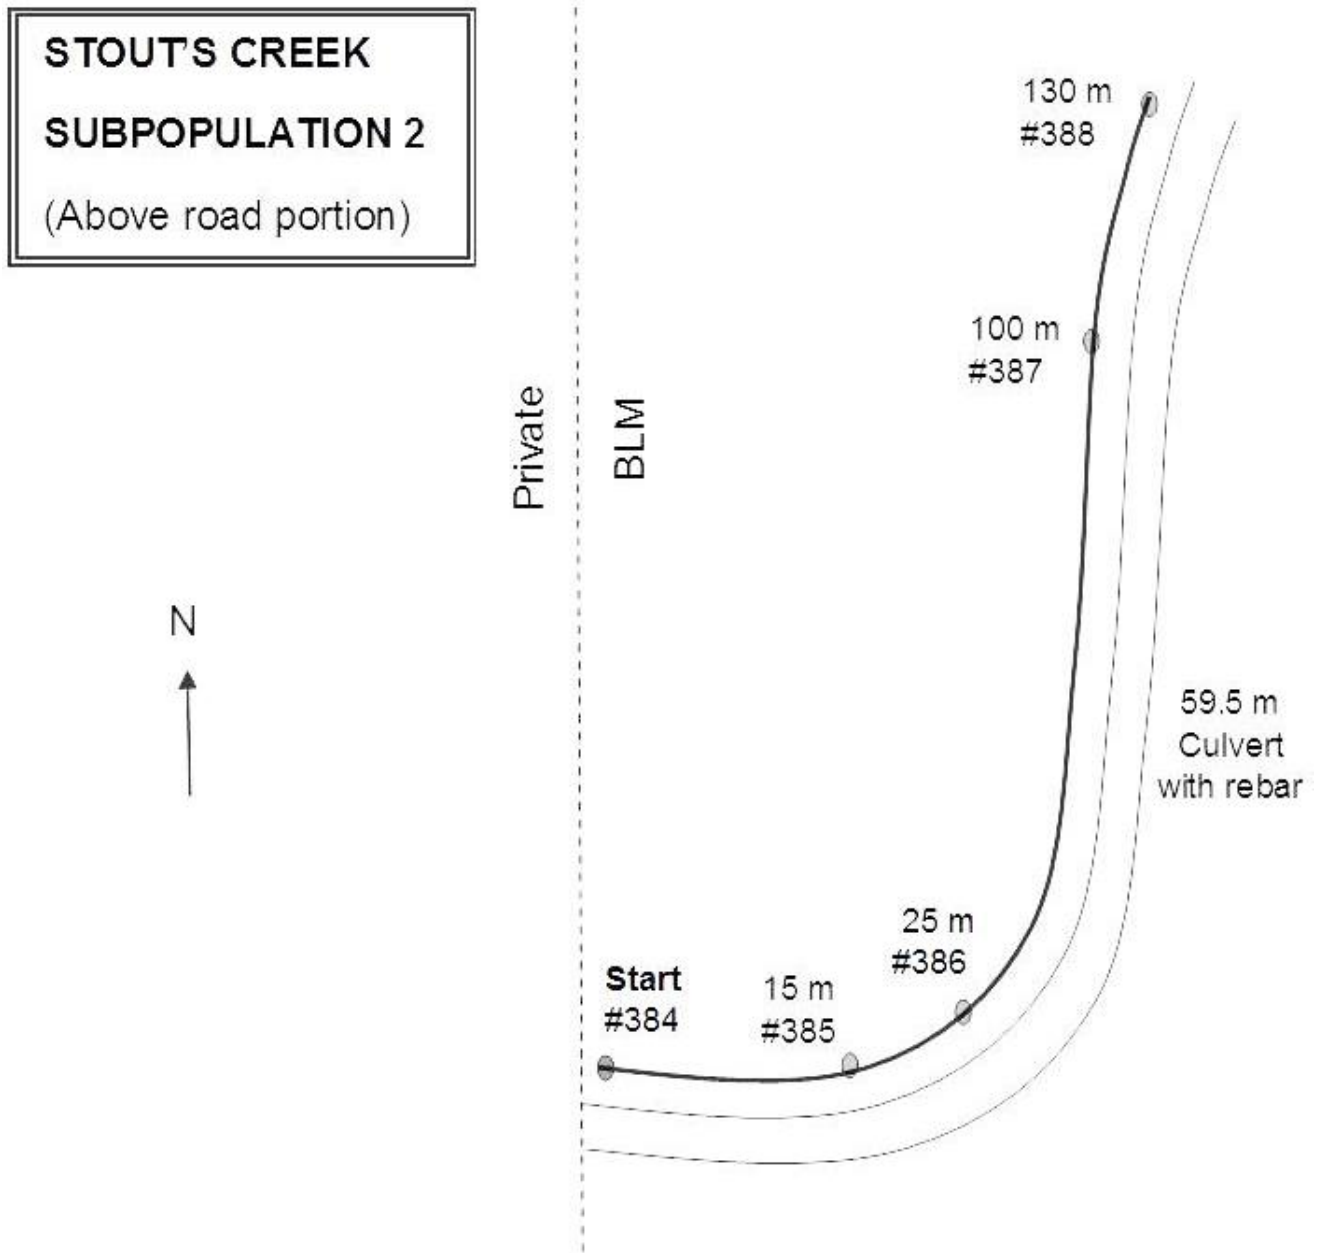 STOUT'S CREEK
SUBPOPULATION 2
(Above road portion)
130 m
#388
100 m
#387
Private
BLM
N
59.5 m
Culvert
with rebar
25 m
#386
Start
#384
15 m
#385